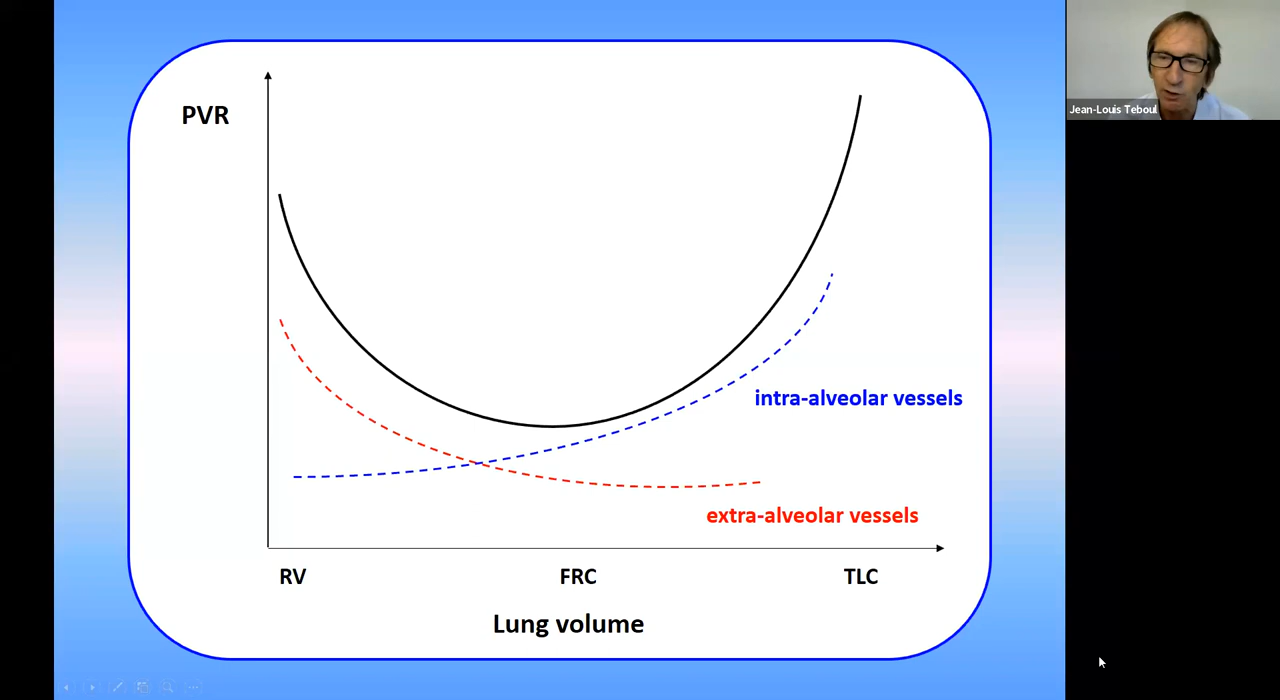 PVR
Jean-Louis Teboul
intra-alveolar vessels
extra-alveolar vessels
RV
FRC
TLC
Lung volume